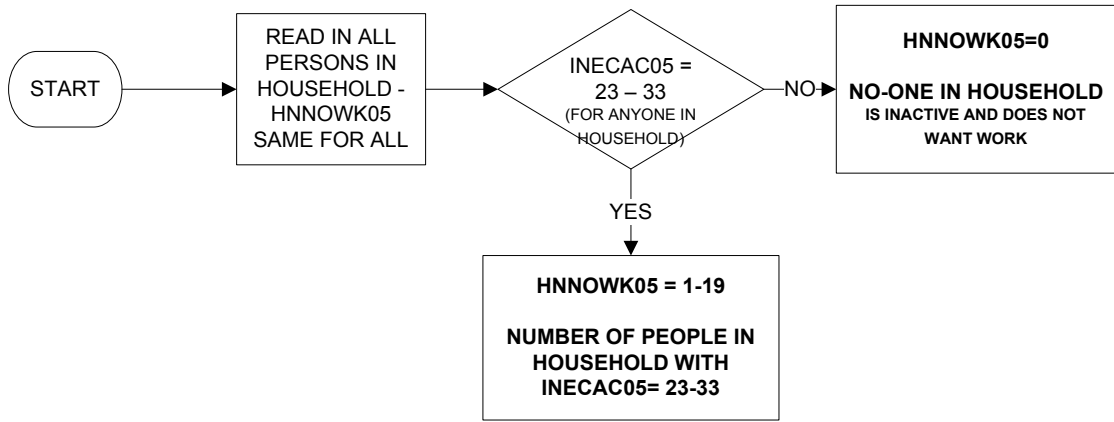 START
READ IN ALL
PERSONS IN
HOUSEHOLD -
HNNOWK05
SAME FOR ALL
INECAC05 =
23 – 33
(FOR ANYONE IN
HOUSEHOLD)
NO
HNNOWK05=0
NO-ONE IN HOUSEHOLD
IS INACTIVE AND DOES NOT
WANT WORK
YES
HNNOWK05 = 1-19
NUMBER OF PEOPLE IN
HOUSEHOLD WITH
INECAC05= 23-33